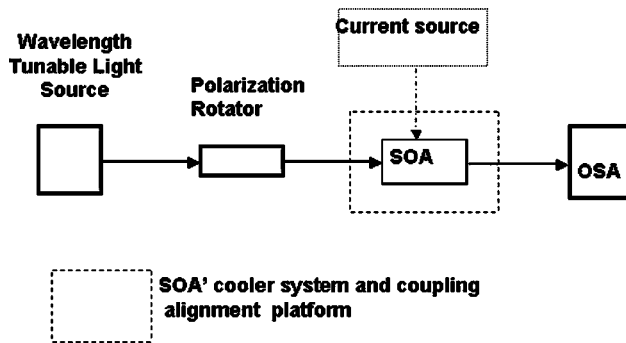 Wavelength
Tunable Light
Source
Polarization
Rotator
Current source
SOA
OSA
SOA' cooler system and coupling
alignment platform